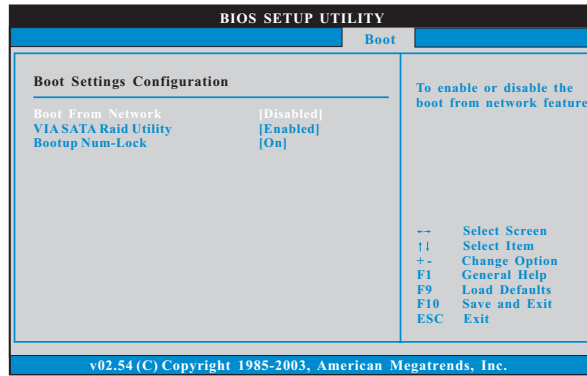 BIOS SETUP UTILITY
Boot
Boot Settings Configuration
Boot From Network [Disabled]
VIA SATA Raid Utility [Enabled]
Bootup Num-Lock [On]
To enable or disable the
boot from network feature
←→ Select Screen
↑↓ Select Item
+ - Change Option
F1 General Help
F9 Load Defaults
F10 Save and Exit
ESC Exit
v02.54 (C) Copyright 1985-2003, American Megatrends, Inc.